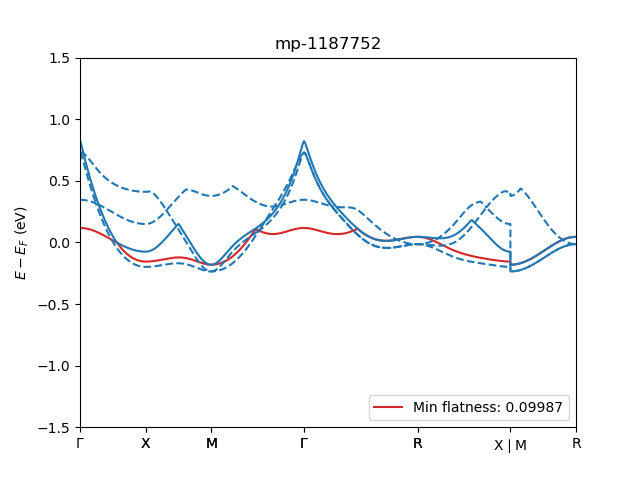 mp-1187752
1.5
1.0
0.5
0.0
−0.5
−1.0
−1.5
E − E_F (eV)
Γ X M Γ R X | M R
Min flatness: 0.09987